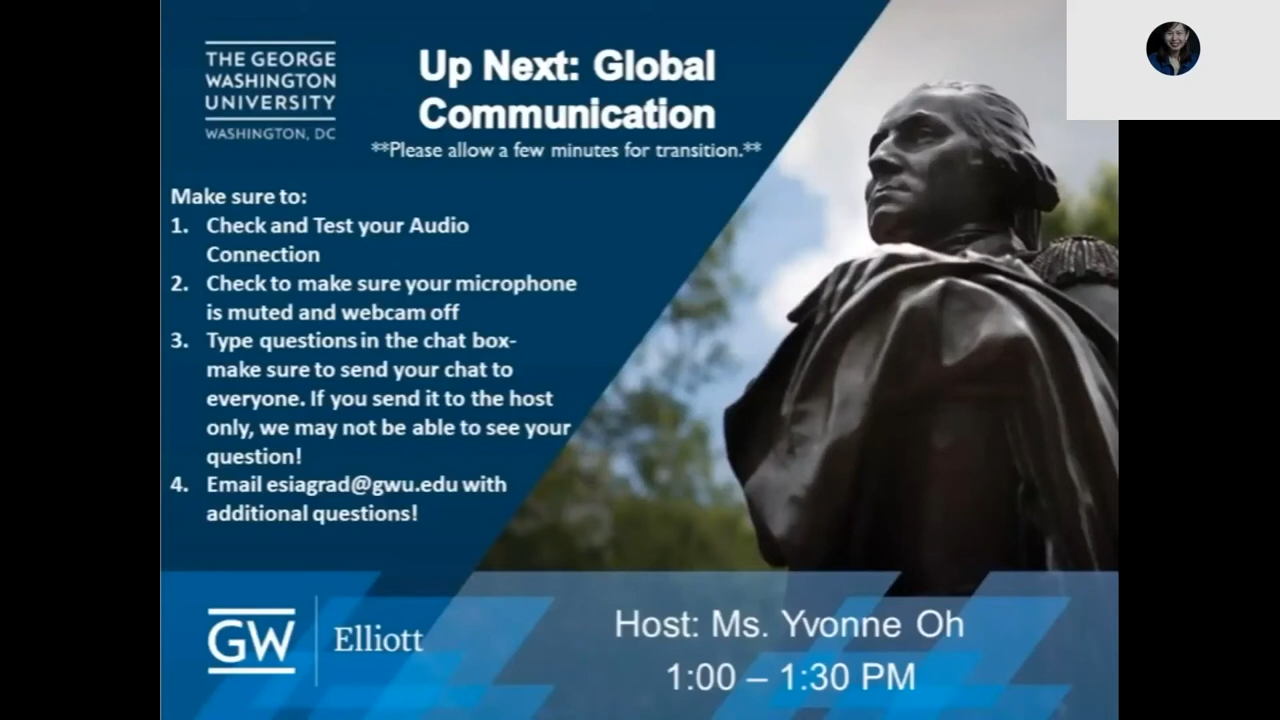 THE GEORGE
WASHINGTON
UNIVERSITY
WASHINGTON, DC
Up Next: Global
Communication
**Please allow a few minutes for transition.**
Make sure to:
1. Check and Test your Audio
Connection
2. Check to make sure your microphone
is muted and webcam off
3. Type questions in the chat box-
make sure to send your chat to
everyone. If you send it to the host
only, we may not be able to see your
question!
4. Email esiagrad@gwu.edu with
additional questions!
GW
Elliott
Host: Ms. Yvonne Oh
1:00 – 1:30 PM